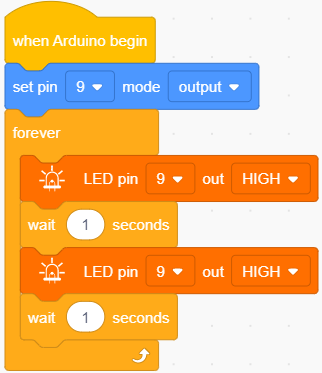 when Arduino begin
set pin 9 mode output
forever
LED pin 9 out HIGH
wait 1 seconds
LED pin 9 out HIGH
wait 1 seconds